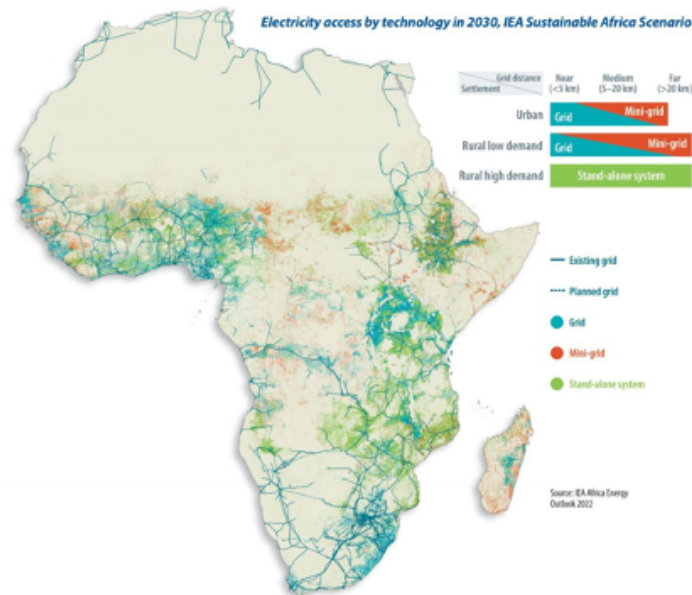 Electricity access by technology in 2030, IEA Sustainable Africa Scenario
Grid distance
Settlement
Near
(<5 km)
Medium
(5–20 km)
Far
(>20 km)
Urban
Grid
Mini-grid
Rural low demand
Grid
Mini-grid
Rural high demand
Stand-alone system
Existing grid
Planned grid
Grid
Mini-grid
Stand-alone system
Source: IEA Africa Energy
Outlook 2022